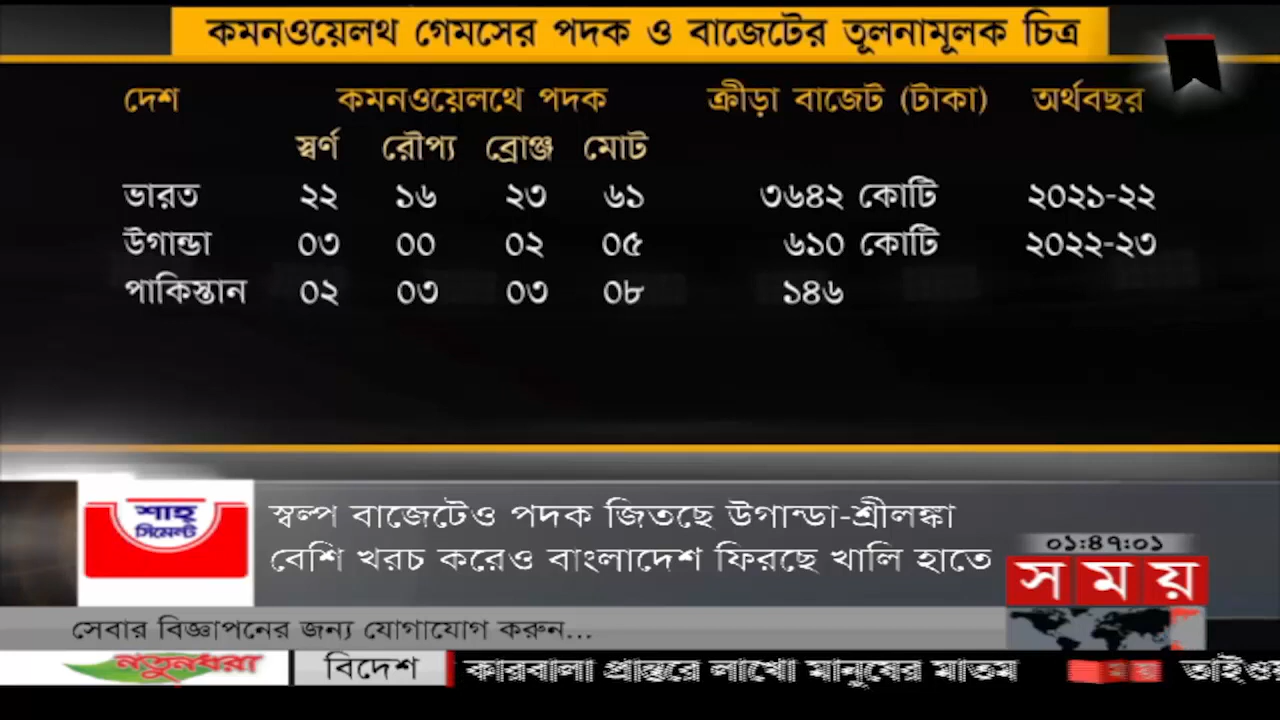 কমনওয়েলথ গেমসের পদক ও বাজেটের তূলনামূলক চিত্র
দেশ কমনওয়েলথে পদক ক্রীড়া বাজেট (টাকা) অর্থবছর
স্বর্ণ রৌপ্য ব্রোঞ্জ মোট
ভারত ২২ ১৬ ২৩ ৬১ ৩৬৪২ কোটি ২০২১-২২
উগান্ডা ০৩ ০০ ০২ ০৫ ৬১০ কোটি ২০২২-২৩
পাকিস্তান ০২ ০৩ ০৩ ০৮ ১৪৬
শাহ্
সিমেন্ট
স্বল্প বাজেটেও পদক জিতছে উগান্ডা-শ্রীলঙ্কা
বেশি খরচ করেও বাংলাদেশ ফিরছে খালি হাতে
০১:৪৭:০১
সময়
সেবার বিজ্ঞাপনের জন্য যোগাযোগ করুন...
নতুনধরা বিদেশ কারবালা প্রান্তরে লাখো মানুষের মাতম